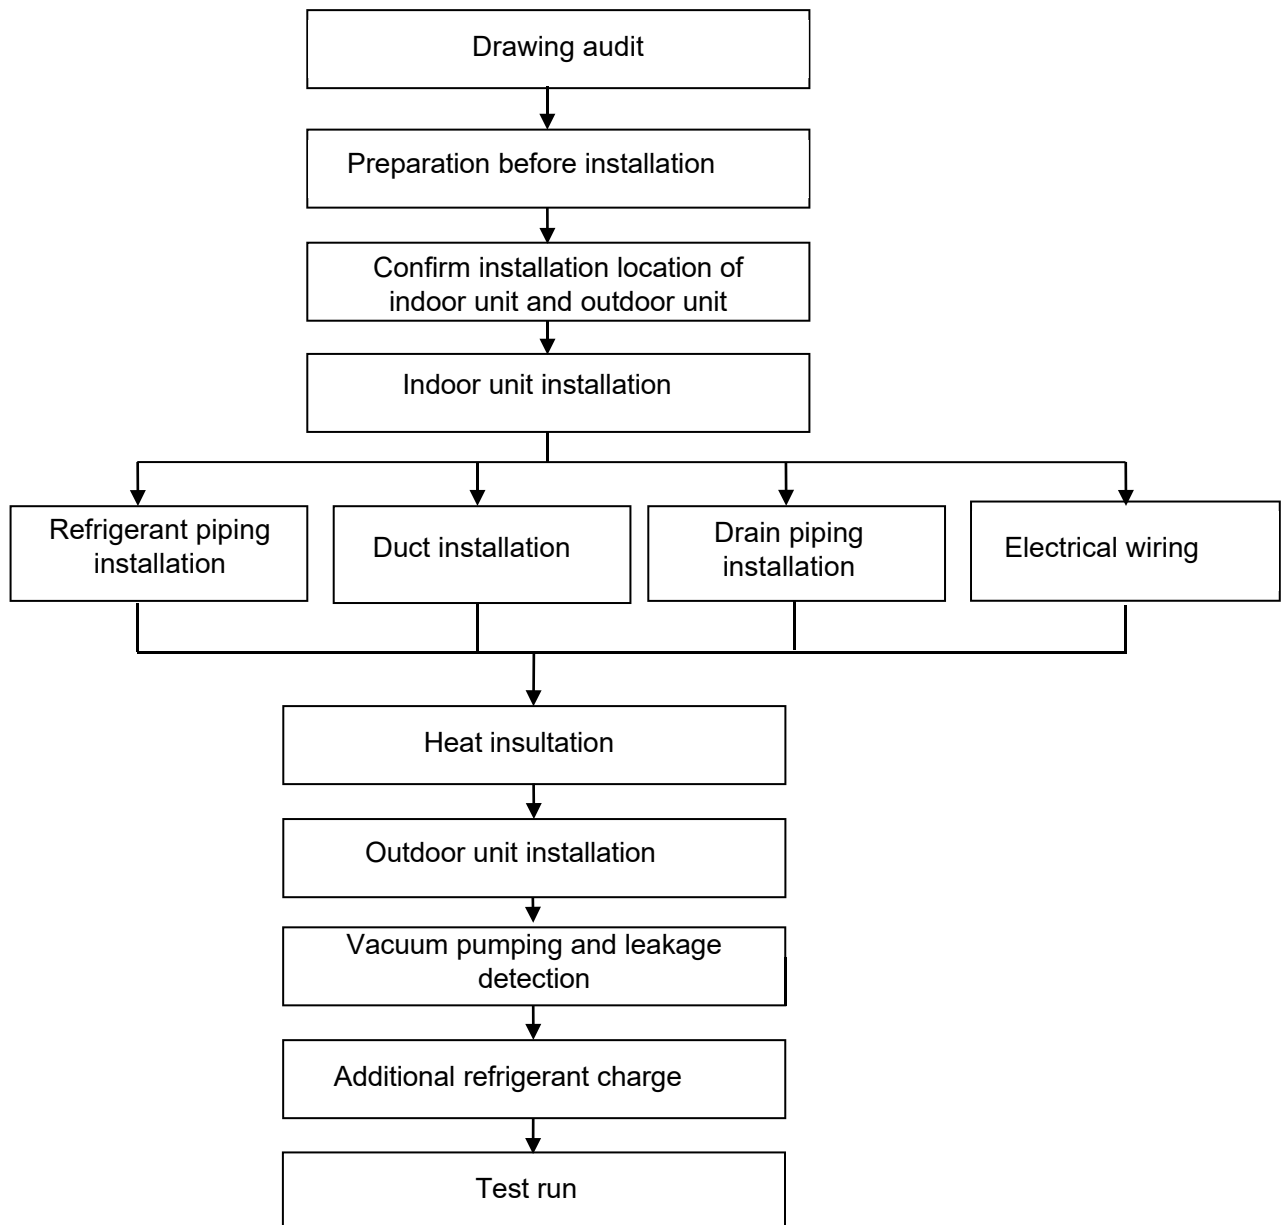 Drawing audit
Preparation before installation
Confirm installation location of
indoor unit and outdoor unit
Indoor unit installation
Refrigerant piping
installation
Duct installation
Drain piping
installation
Electrical wiring
Heat insultation
Outdoor unit installation
Vacuum pumping and leakage
detection
Additional refrigerant charge
Test run